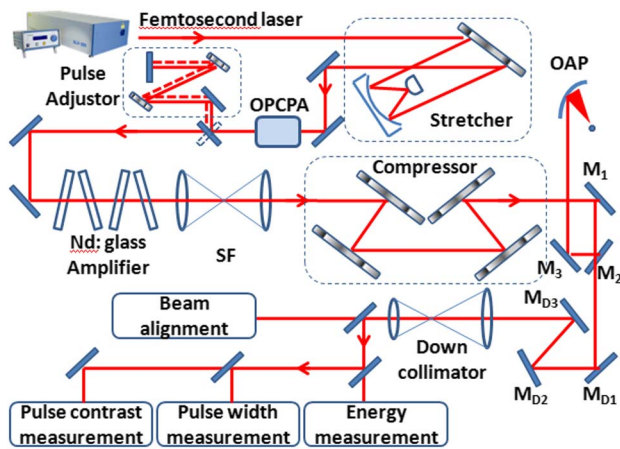 Femtosecond laser
Pulse
Adjustor
OPCPA
Stretcher
OAP
Compressor
M1
Nd: glass
Amplifier
SF
M3
M2
MD3
Beam
alignment
Down
collimator
MD2
MD1
Pulse contrast
measurement
Pulse width
measurement
Energy
measurement